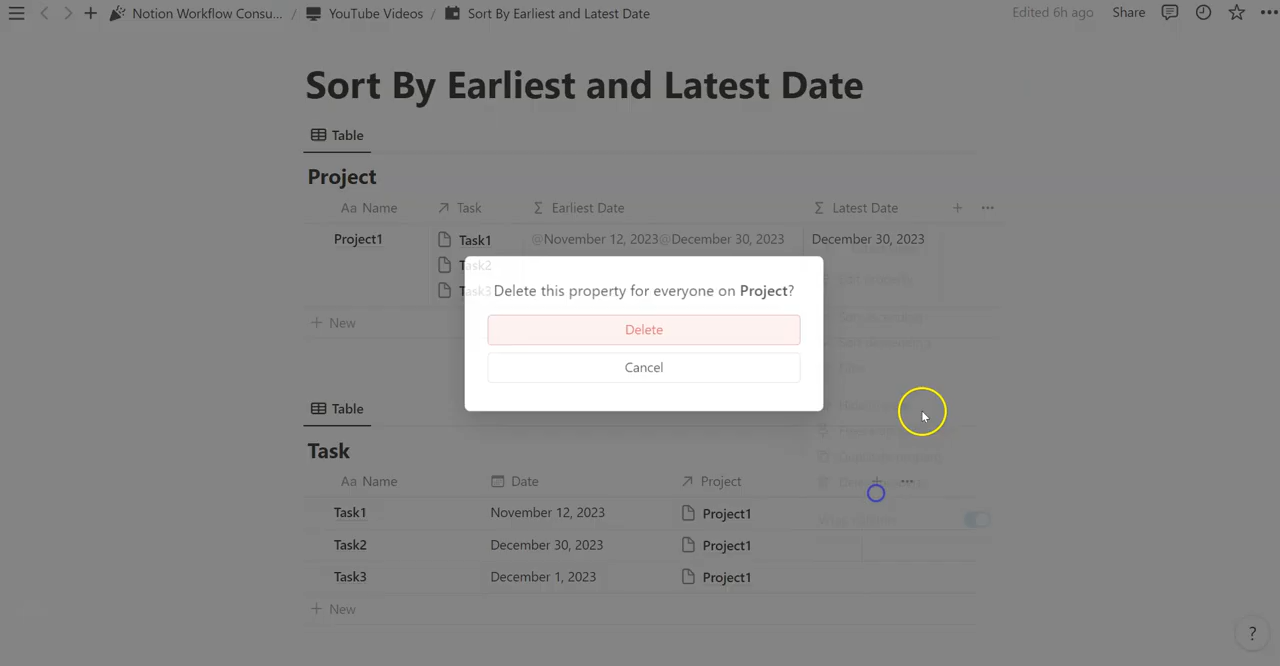 Notion Workflow Consu... / YouTube Videos / Sort By Earliest and Latest Date Edited 6h ago Share
Sort By Earliest and Latest Date
Table
Project
Aa Name Task Σ Earliest Date Σ Latest Date + •••
Project1 Task1 @November 12, 2023@December 30, 2023 December 30, 2023
Task2
Task3
Delete this property for everyone on Project?
+ New
Delete
Cancel
Table
Task
Aa Name Date Project + •••
Task1 November 12, 2023 Project1
Task2 December 30, 2023 Project1
Task3 December 1, 2023 Project1
+ New
?